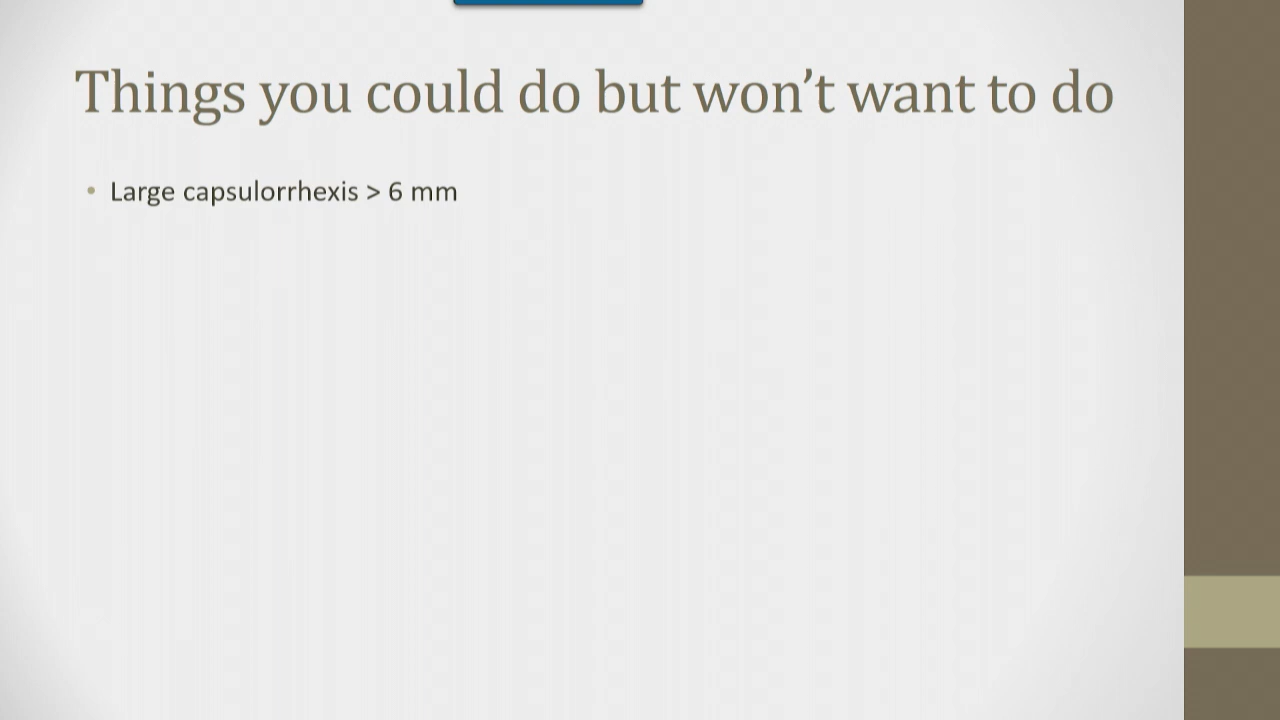 Things you could do but won’t want to do
• Large capsulorrhexis > 6 mm